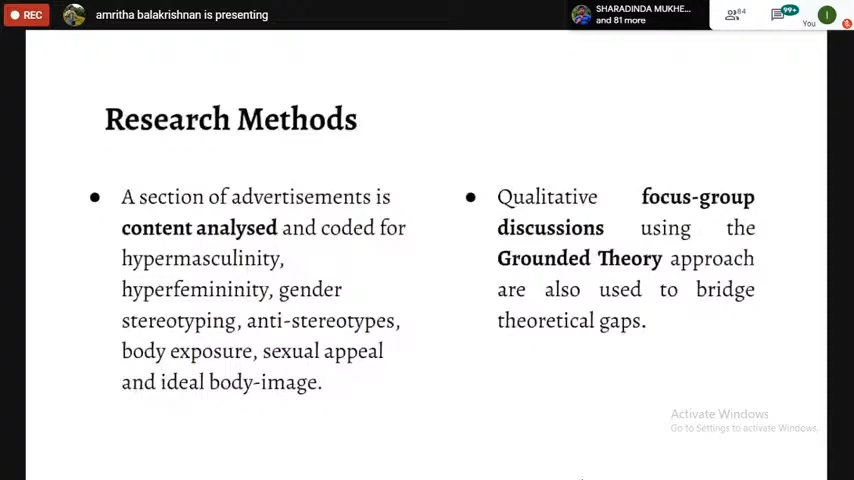 REC
amritha balakrishnan is presenting
SHARADINDA MUKHE...
and 81 more
84
99+
I
You
Research Methods
● A section of advertisements is
content analysed and coded for
hypermasculinity,
hyperfemininity, gender
stereotyping, anti-stereotypes,
body exposure, sexual appeal
and ideal body-image.
● Qualitative focus-group
discussions using the
Grounded Theory approach
are also used to bridge
theoretical gaps.
Activate Windows
Go to Settings to activate Windows.